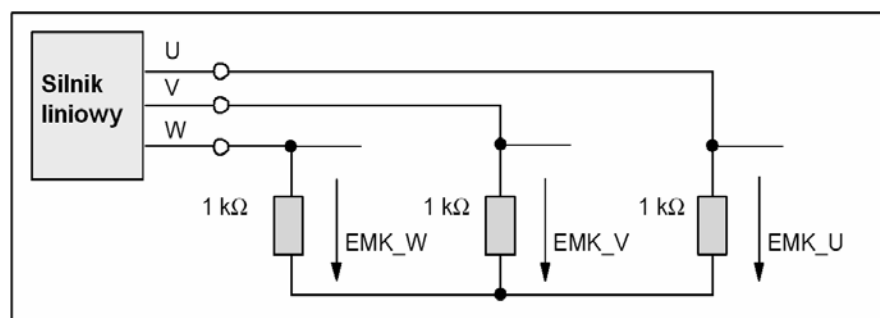 Silnik
liniowy
U
V
W
1 kΩ
EMK_W
1 kΩ
EMK_V
1 kΩ
EMK_U